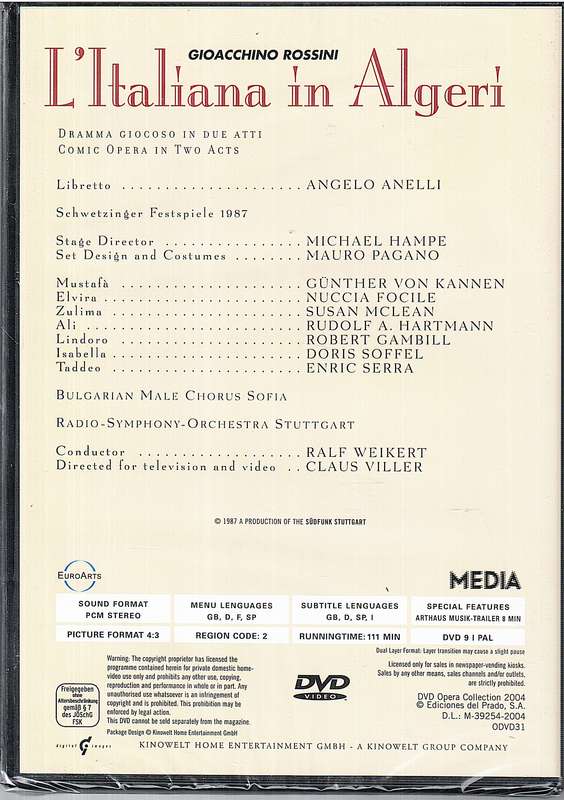 GIOACCHINO ROSSINI
L'Italiana in Algeri
DRAMMA GIOCOSO IN DUE ATTI
COMIC OPERA IN TWO ACTS
Libretto ..................... ANGELO ANELLI
Schwetzinger Festspiele 1987
Stage Director ................ MICHAEL HAMPE
Set Design and Costumes ........ MAURO PAGANO
Mustafà ..................... GÜNTHER VON KANNEN
Elvira ....................... NUCCIA FOCILE
Zulima ...................... SUSAN MCLEAN
Ali ......................... RUDOLF A. HARTMANN
Lindoro ..................... ROBERT GAMBILL
Isabella ...................... DORIS SOFFEL
Taddeo ...................... ENRIC SERRA
BULGARIAN MALE CHORUS SOFIA
RADIO-SYMPHONY-ORCHESTRA STUTTGART
Conductor ................... RALF WEIKERT
Directed for television and video .. CLAUS VILLER
© 1987 A PRODUCTION OF THE SÜDFUNK STUTTGART
EUROARTS
MEDIA
SOUND FORMAT
PCM STEREO
MENU LENGUAGES
GB, D, F, SP
SUBTITLE LENGUAGES
GB, D, SP, I
SPECIAL FEATURES
ARTHAUS MUSIK-TRAILER 8 MIN
PICTURE FORMAT 4:3
REGION CODE: 2
RUNNINGTIME: 111 MIN
DVD 9 I PAL
Dual Layer Format: Layer transition may cause a slight pause
Freigegeben
ohne
Altersbeschränkung
gemäß § 7
des JÖSchG
FSK
Warning: The copyright proprietor has licensed the
programme contained herein for private domestic home-
video use only and prohibits any other use, copying,
reproduction and performance in whole or in part. Any
unauthorised use whatsoever is an infringement of
copyright and is prohibited. This prohibition may be
enforced by legal action.
This DVD cannot be sold separately from the magazine.
Package Design © Kinowelt Home Entertainment GmbH
DVD
VIDEO
Licensed only for sales in newspaper-vending kiosks.
Sales by any other means, sales channels and/or outlets,
are strictly prohibited.
DVD Opera Collection 2004
© Ediciones del Prado, S.A.
D.L.: M-39254-2004
ODVD31
digital images
KINOWELT HOME ENTERTAINMENT GMBH - A KINOWELT GROUP COMPANY